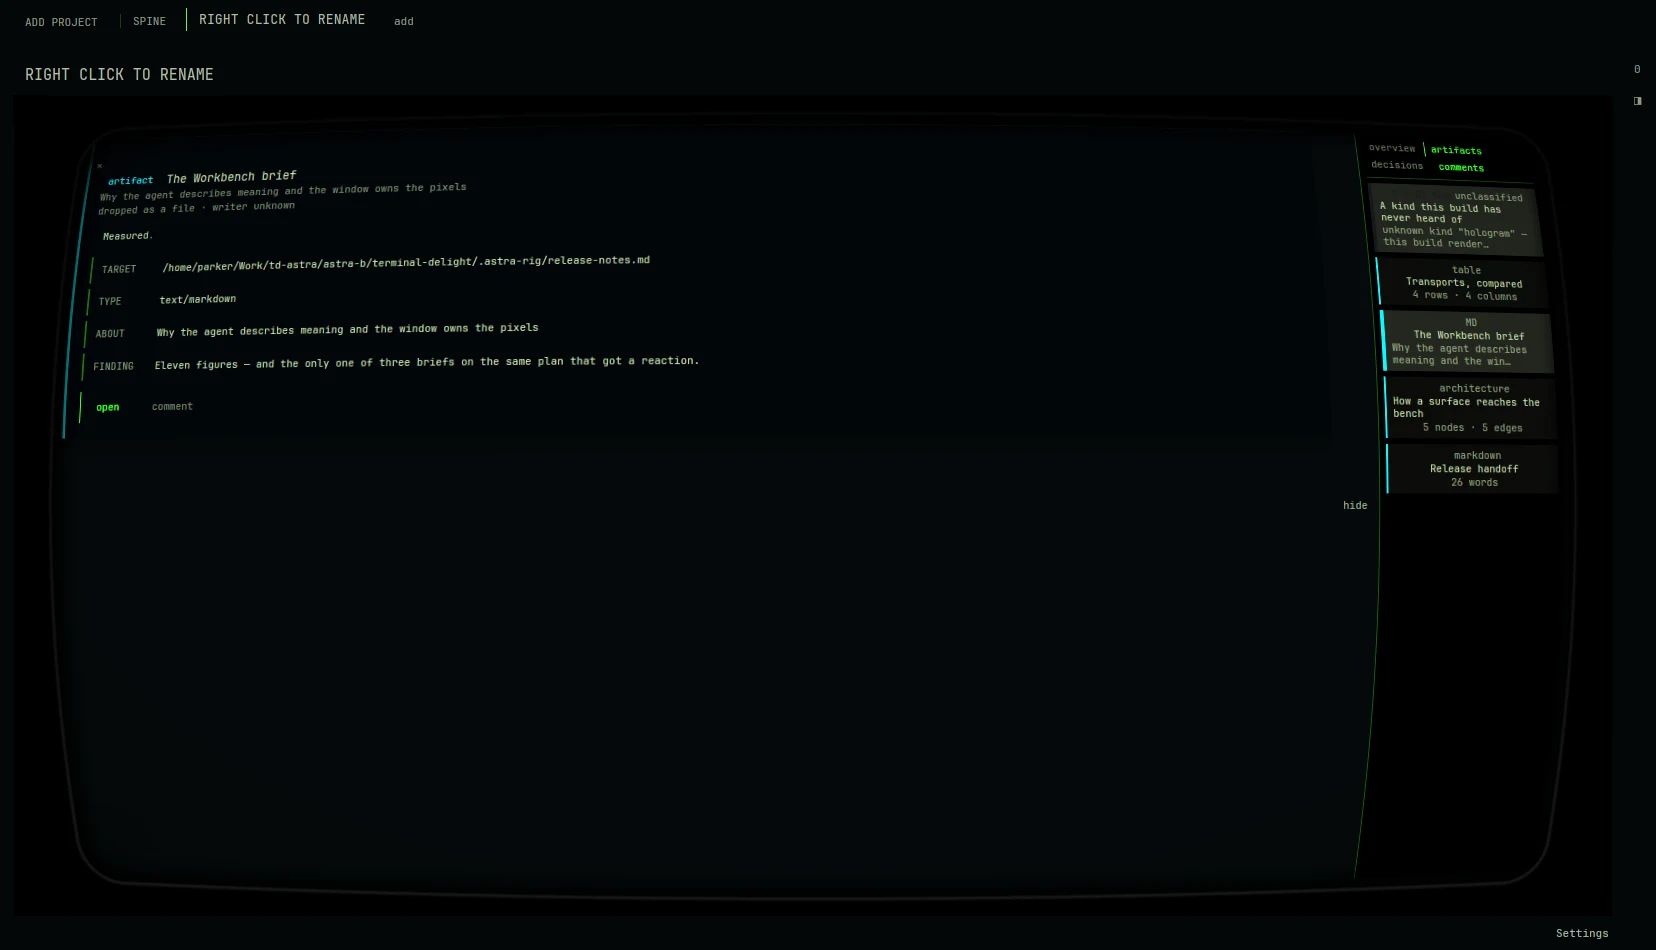 ADD PROJECT
SPINE
RIGHT CLICK TO RENAME
add
RIGHT CLICK TO RENAME
0
×
artifact The Workbench brief
Why the agent describes meaning and the window owns the pixels
dropped as a file · writer unknown
Measured.
TARGET /home/parker/Work/td-astra/astra-b/terminal-delight/.astra-rig/release-notes.md
TYPE text/markdown
ABOUT Why the agent describes meaning and the window owns the pixels
FINDING Eleven figures — and the only one of three briefs on the same plan that got a reaction.
open comment
overview artifacts
decisions comments
unclassified
A kind this build has
never heard of
unknown kind "hologram" —
this build render…
table
Transports, compared
4 rows · 4 columns
MD
The Workbench brief
Why the agent describes
meaning and the win…
architecture
How a surface reaches the
bench
5 nodes · 5 edges
markdown
Release handoff
26 words
hide
Settings